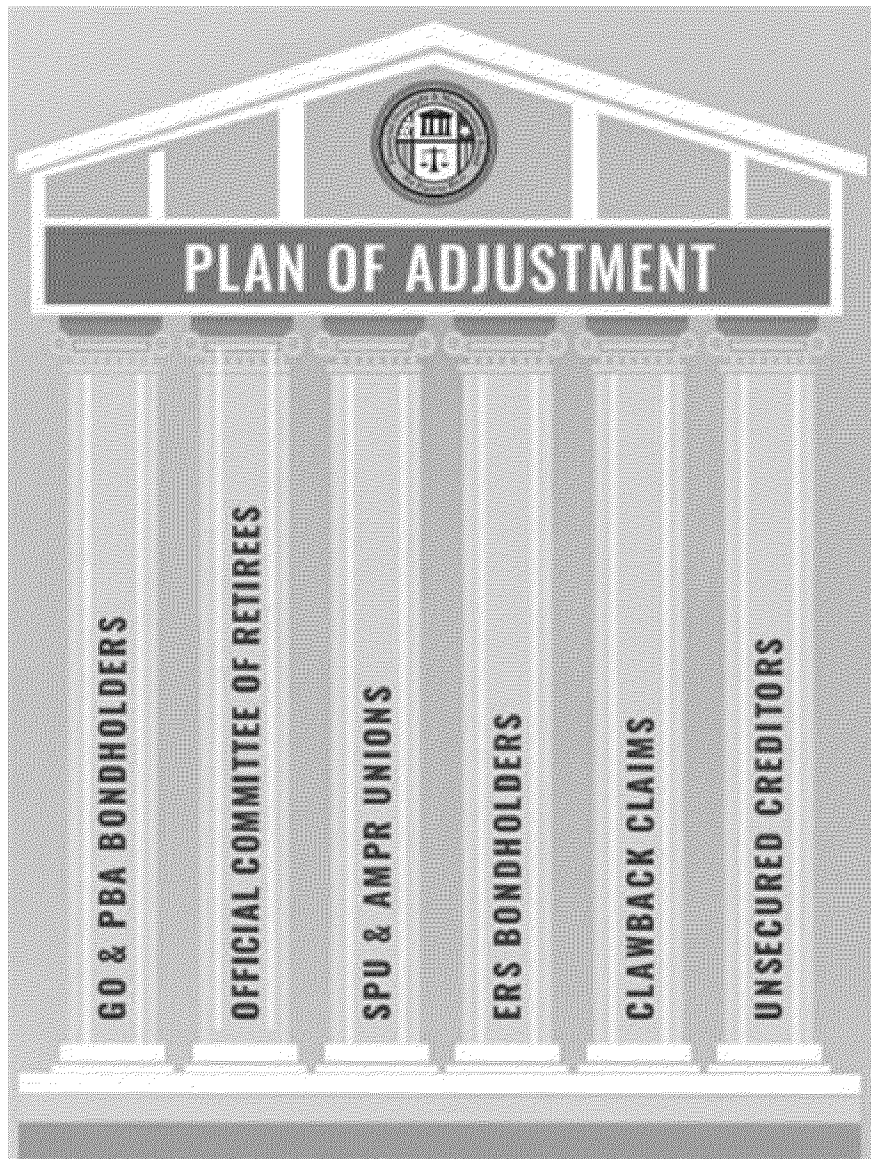 PLAN OF ADJUSTMENT
GO & PBA BONDHOLDERS
OFFICIAL COMMITTEE OF RETIREES
SPU & AMPR UNIONS
ERS BONDHOLDERS
CLAWBACK CLAIMS
UNSECURED CREDITORS